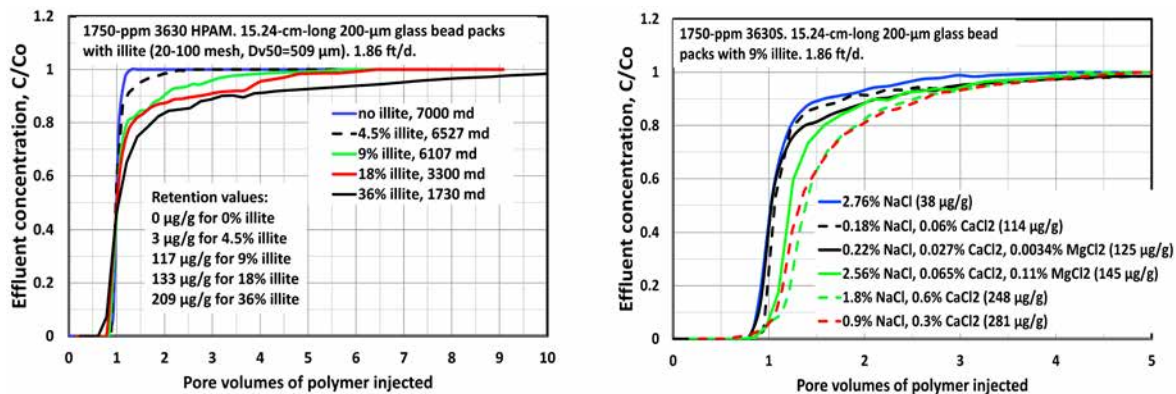 1750-ppm 3630 HPAM. 15.24-cm-long 200-µm glass bead packs
with illite (20-100 mesh, Dv50=509 µm). 1.86 ft/d.
Effluent concentration, C/Co
1.2
1
0.8
0.6
0.4
0.2
0
no illite, 7000 md
4.5% illite, 6527 md
9% illite, 6107 md
18% illite, 3300 md
36% illite, 1730 md
Retention values:
0 µg/g for 0% illite
3 µg/g for 4.5% illite
117 µg/g for 9% illite
133 µg/g for 18% illite
209 µg/g for 36% illite
0 1 2 3 4 5 6 7 8 9 10
Pore volumes of polymer injected
1750-ppm 3630S. 15.24-cm-long 200-µm glass bead
packs with 9% illite. 1.86 ft/d.
Effluent concentration, C/Co
1.2
1
0.8
0.6
0.4
0.2
0
2.76% NaCl (38 µg/g)
0.18% NaCl, 0.06% CaCl2 (114 µg/g)
0.22% NaCl, 0.027% CaCl2, 0.0034% MgCl2 (125 µg/g)
2.56% NaCl, 0.065% CaCl2, 0.11% MgCl2 (145 µg/g)
1.8% NaCl, 0.6% CaCl2 (248 µg/g)
0.9% NaCl, 0.3% CaCl2 (281 µg/g)
0 1 2 3 4 5
Pore volumes of polymer injected